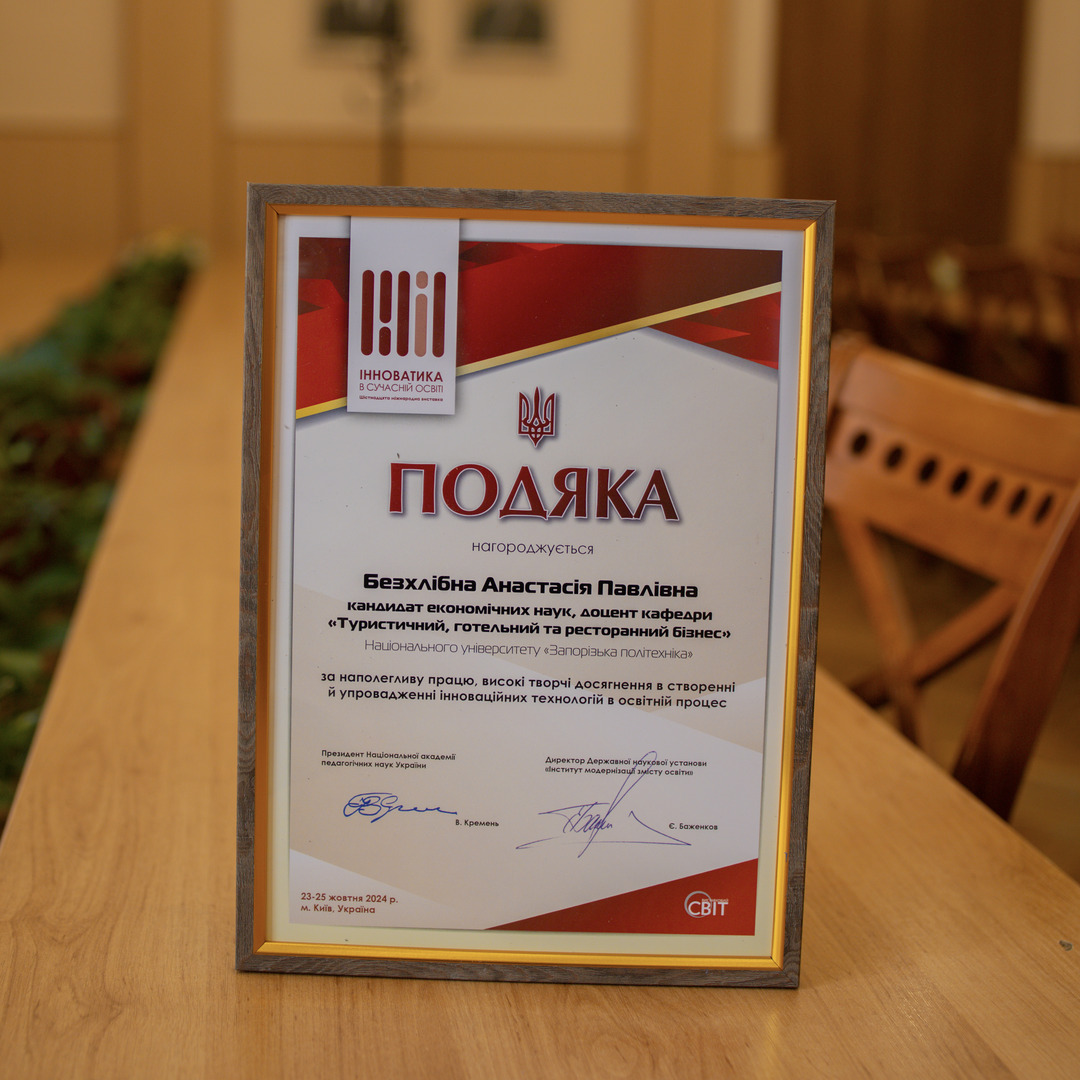 ІННОВАТИКА
В СУЧАСНІЙ ОСВІТІ
Шістнадцята міжнародна виставка
ПОДЯКА
нагороджується
Безхлібна Анастасія Павлівна
кандидат економічних наук, доцент кафедри
«Туристичний, готельний та ресторанний бізнес»
Національного університету «Запорізька політехніка»
за наполегливу працю, високі творчі досягнення в створенні
й упровадженні інноваційних технологій в освітній процес
Президент Національної академії
педагогічних наук України
В. Кремень
Директор Державної наукової установи
«Інститут модернізації змісту освіти»
Є. Баженков
23-25 жовтня 2024 р.
м. Київ, Україна
СВІТ